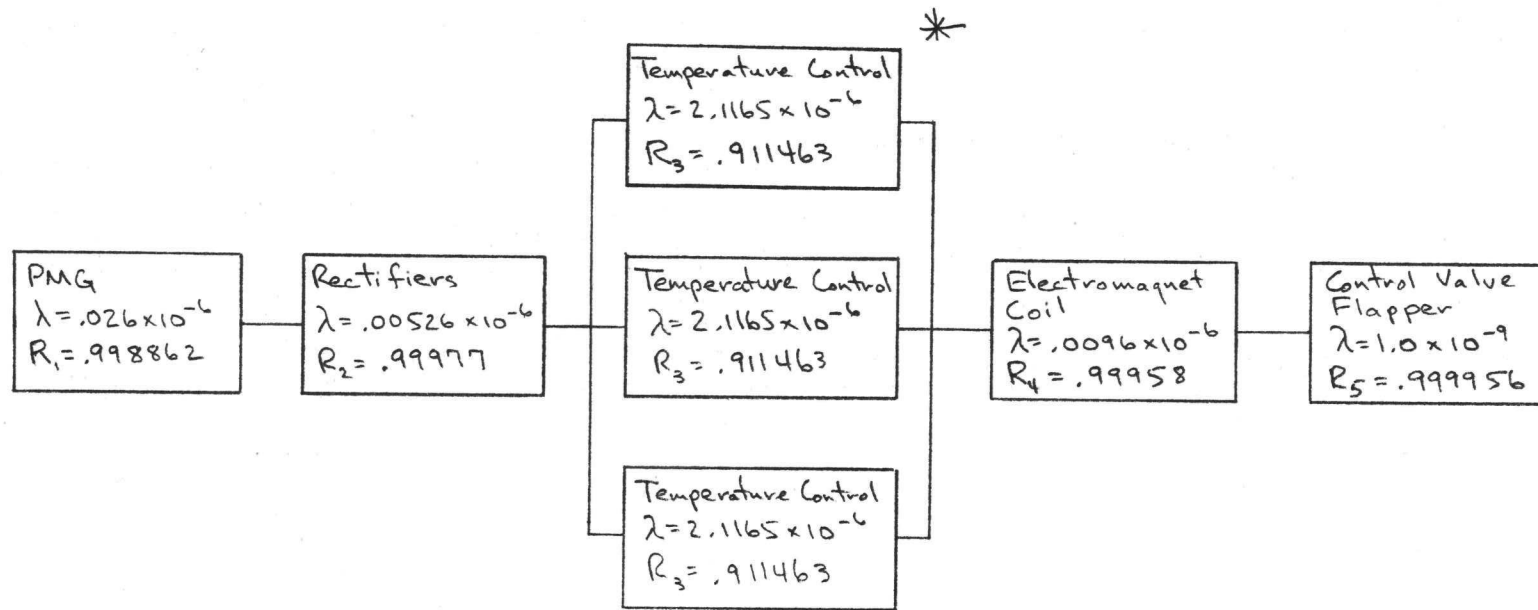 *
Temperature Control
λ=2.1165×10⁻⁶
R₃=.911463
PMG
λ=.026×10⁻⁶
R₁=.998862
Rectifiers
λ=.00526×10⁻⁶
R₂=.99977
Temperature Control
λ=2.1165×10⁻⁶
R₃=.911463
Electromagnet
Coil
λ=.0096×10⁻⁶
R₄=.99958
Control Value
Flapper
λ=1.0×10⁻⁹
R₅=.999956
Temperature Control
λ=2.1165×10⁻⁶
R₃=.911463